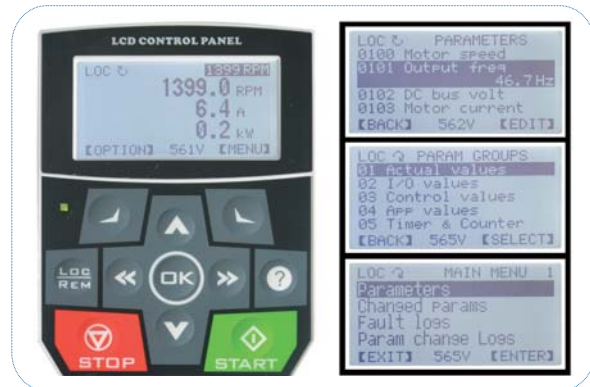 LCD CONTROL PANEL
LOC ↻ 1399 RPM
1399.0 RPM
6.4 A
0.2 kW
[OPTION] 561V [MENU]
LOC
REM
OK
?
STOP
START
LOC ↻ PARAMETERS
0100 Motor speed
0101 Output freq
46.7Hz
0102 DC bus volt
0103 Motor current
[BACK] 562V [EDIT]
LOC ↷ PARAM GROUPS
01 Actual values
02 I/O values
03 Control values
04 App values
05 Timer & Counter
[BACK] 565V [SELECT]
LOC ↷ MAIN MENU 1
Parameters
Changed params
Fault logs
Param change Logs
[EXIT] 565V [ENTER]